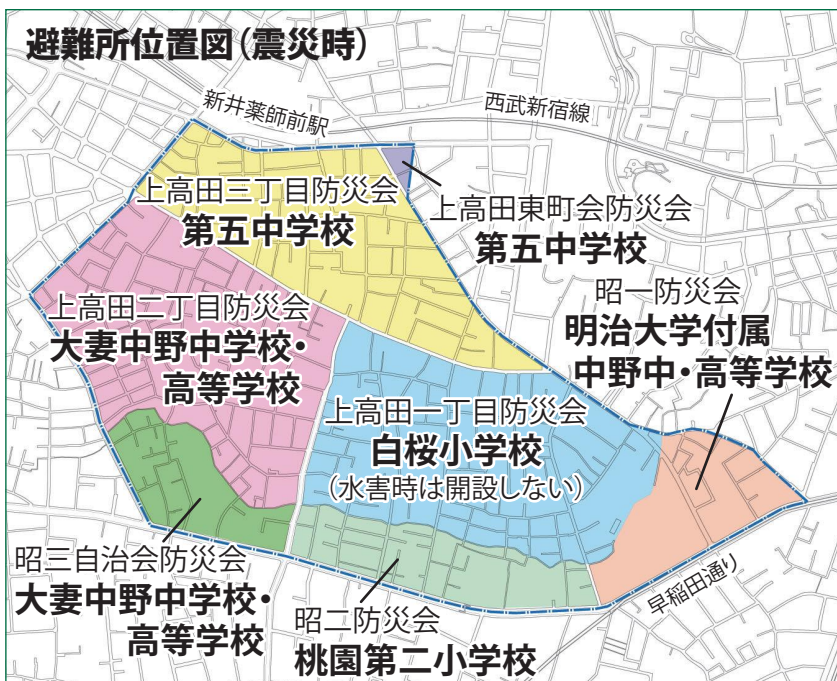 避難所位置図(震災時)
新井薬師前駅
西武新宿線
上高田三丁目防災会
第五中学校
上高田東町会防災会
第五中学校
昭一防災会
明治大学付属
中野中・高等学校
上高田二丁目防災会
大妻中野中学校・
高等学校
上高田一丁目防災会
白桜小学校
(水害時は開設しない)
昭三自治会防災会
大妻中野中学校・
高等学校
昭二防災会
桃園第二小学校
早稲田通り